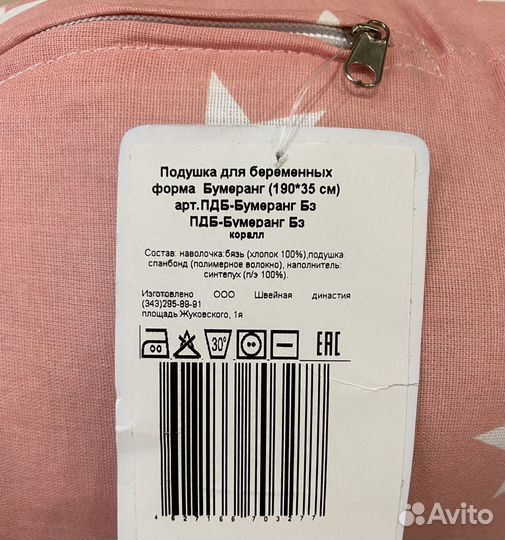 Подушка для беременных
форма Бумеранг (190*35 см)
арт.ПДБ-Бумеранг Бз
ПДБ-Бумеранг Бз
коралл
Состав: наволочка:бязь (хлопок 100%),подушка:
спанбонд (полимерное волокно), наполнитель:
синтепух (п/э 100%).
Изготовлено ООО Швейная династия
(343)295-89-91
площадь Жуковского, 1я
30° EAC
4 627166 703277
Avito